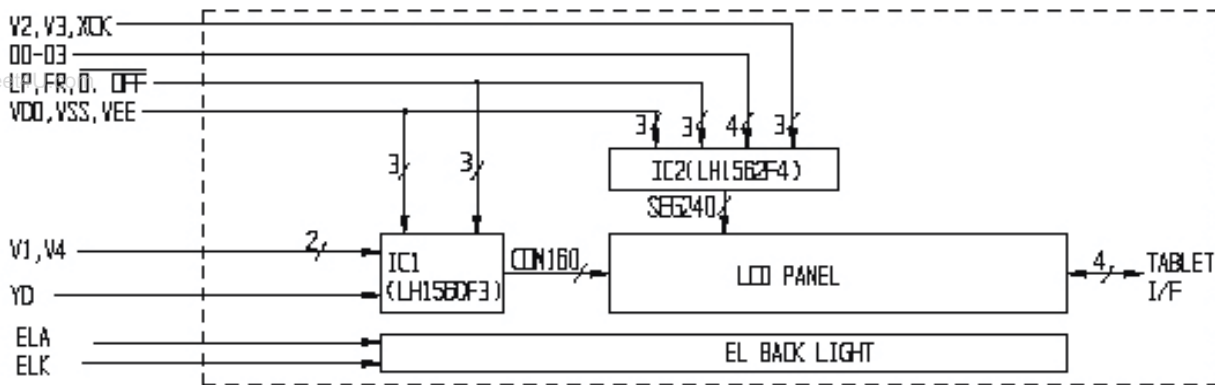 V2,V3,XCK
D0-D3
LP,FR,D. OFF
VDD,VSS,VEE
3 3 4 3
IC2(LH1562F4)
3 3
SEG240
V1,V4 2
IC1
(LH1560F3)
COM160
LCD PANEL
4
TABLET
I/F
YD
ELA
ELK
EL BACK LIGHT